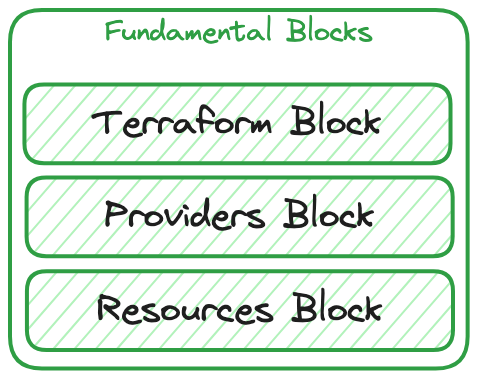 Fundamental Blocks
Terraform Block
Providers Block
Resources Block